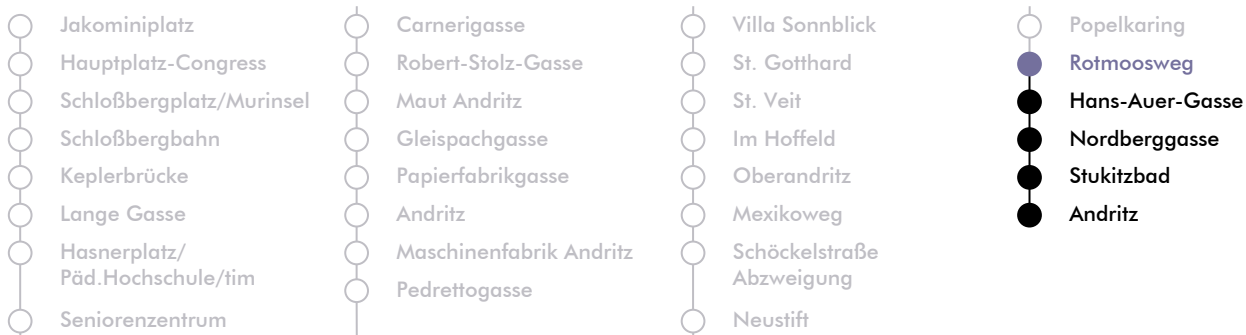 Jakominiplatz
Hauptplatz-Congress
Schloßbergplatz/Murinsel
Schloßbergbahn
Keplerbrücke
Lange Gasse
Hasnerplatz/
Päd.Hochschule/tim
Seniorenzentrum
Carnerigasse
Robert-Stolz-Gasse
Maut Andritz
Gleispachgasse
Papierfabrikgasse
Andritz
Maschinenfabrik Andritz
Pedrettogasse
Villa Sonnblick
St. Gotthard
St. Veit
Im Hoffeld
Oberandritz
Mexikoweg
Schöckelstraße
Abzweigung
Neustift
Popelkaring
Rotmoosweg
Hans-Auer-Gasse
Nordberggasse
Stukitzbad
Andritz